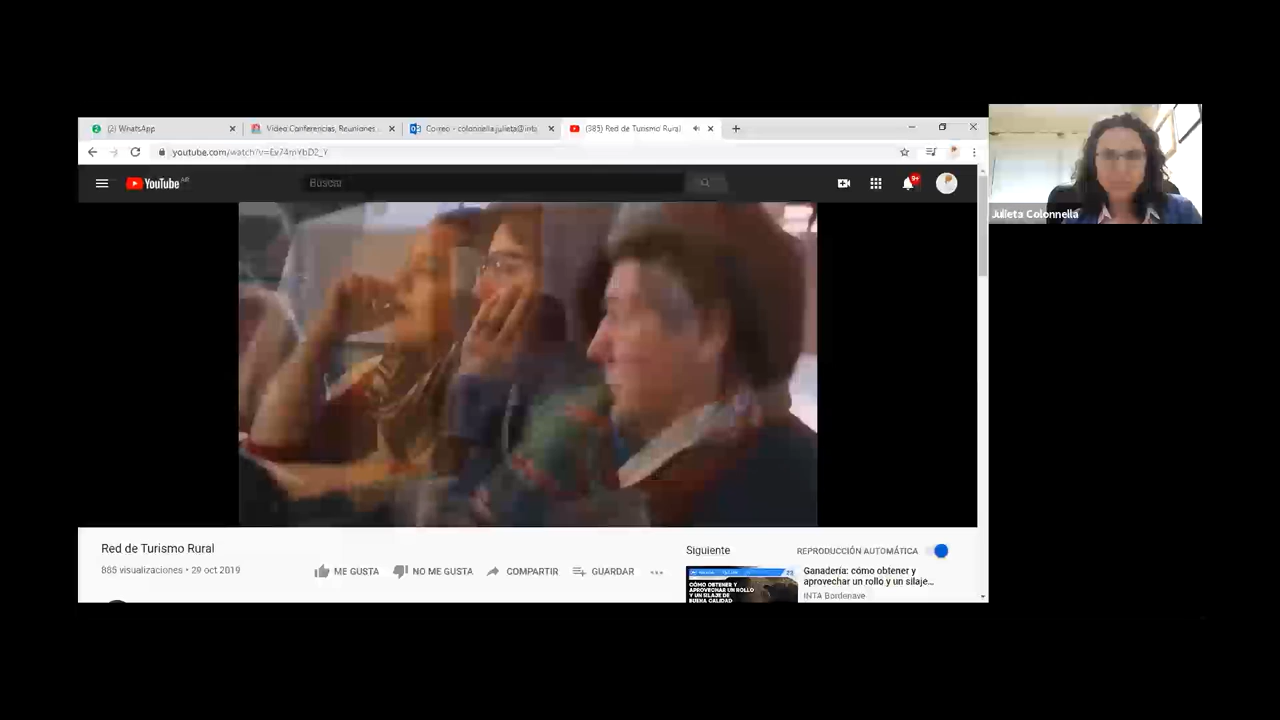 (2) WhatsApp
Video Conferencias, Reuniones
Correo - colonnella.julieta@inta
(385) Red de Turismo Rural
youtube.com/watch?v=
YouTube AR
Buscar
9+
Julieta Colonnella
Red de Turismo Rural
885 visualizaciones • 29 oct 2019
ME GUSTA
NO ME GUSTA
COMPARTIR
GUARDAR
Siguiente
REPRODUCCIÓN AUTOMÁTICA
CÓMO OBTENER Y
APROVECHAR UN ROLLO
Y UN SILAJE DE
BUENA CALIDAD
Ganadería: cómo obtener y
aprovechar un rollo y un silaje...
INTA Bordenave